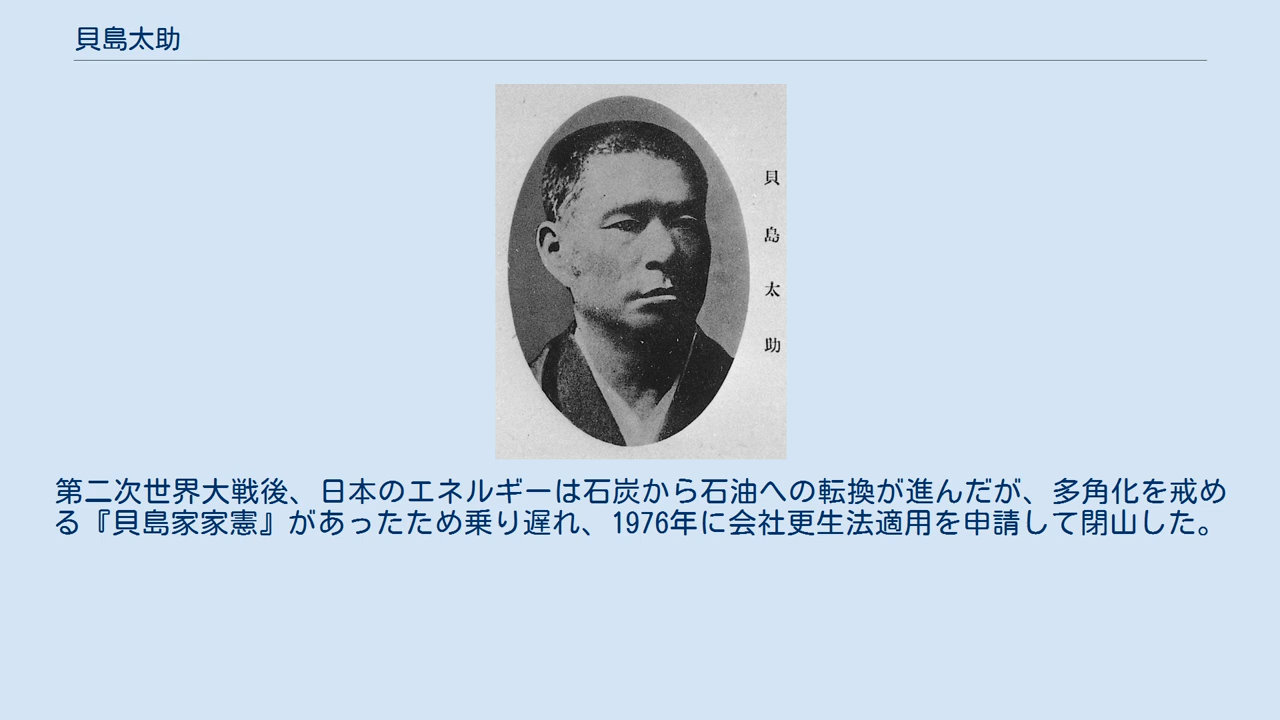 貝島太助
貝島太助
第二次世界大戦後、日本のエネルギーは石炭から石油への転換が進んだが、多角化を戒め
る『貝島家家憲』があったため乗り遅れ、1976年に会社更生法適用を申請して閉山した。